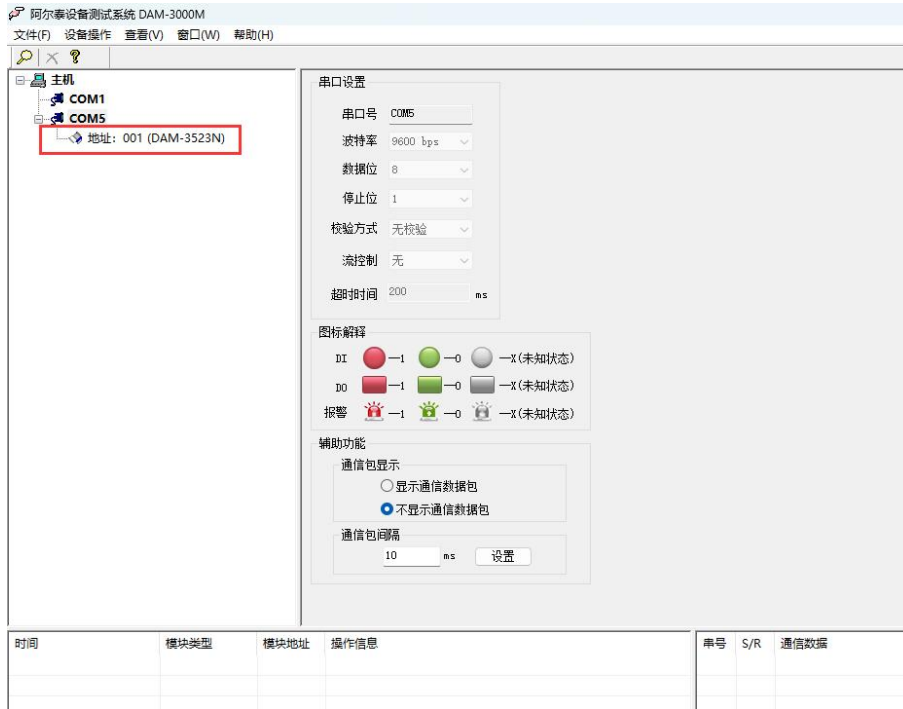 阿尔泰设备测试系统 DAM-3000M
文件(F) 设备操作 查看(V) 窗口(W) 帮助(H)
主机
COM1
COM5
地址：001 (DAM-3523N)
串口设置
串口号 COM5
波特率 9600 bps
数据位 8
停止位 1
校验方式 无校验
流控制 无
超时时间 200 ms
图标解释
DI —1 —0 —X(未知状态)
DO —1 —0 —X(未知状态)
报警 —1 —0 —X(未知状态)
辅助功能
通信包显示
显示通信数据包
不显示通信数据包
通信包间隔
10 ms 设置
时间 模块类型 模块地址 操作信息 串号 S/R 通信数据